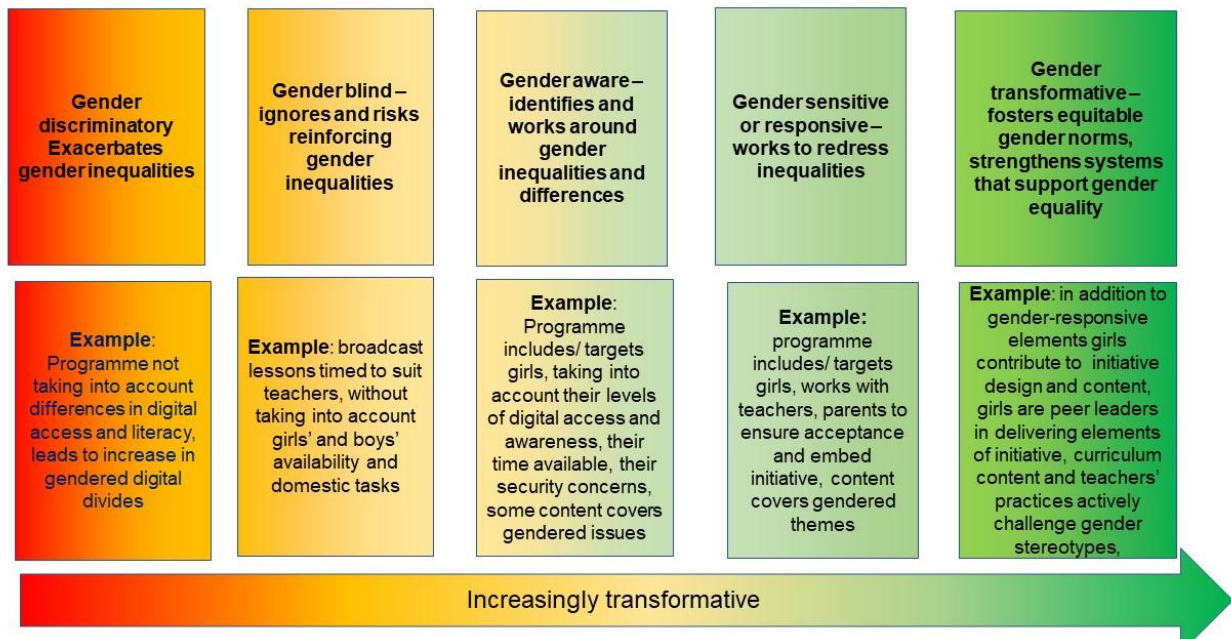 Gender
discriminatory
Exacerbates
gender inequalities
Gender blind –
ignores and risks
reinforcing
gender
inequalities
Gender aware –
identifies and
works around
gender
inequalities and
differences
Gender sensitive
or responsive –
works to redress
inequalities
Gender
transformative –
fosters equitable
gender norms,
strengthens systems
that support gender
equality
Example:
Programme not
taking into account
differences in digital
access and literacy,
leads to increase in
gendered digital
divides
Example: broadcast
lessons timed to suit
teachers, without
taking into account
girls' and boys'
availability and
domestic tasks
Example:
Programme
includes/ targets
girls, taking into
account their levels
of digital access and
awareness, their
time available, their
security concerns,
some content covers
gendered issues
Example:
programme
includes/ targets
girls, works with
teachers, parents to
ensure acceptance
and embed
initiative, content
covers gendered
themes
Example: in addition to
gender-responsive
elements girls
contribute to initiative
design and content,
girls are peer leaders
in delivering elements
of initiative, curriculum
content and teachers'
practices actively
challenge gender
stereotypes,
Increasingly transformative